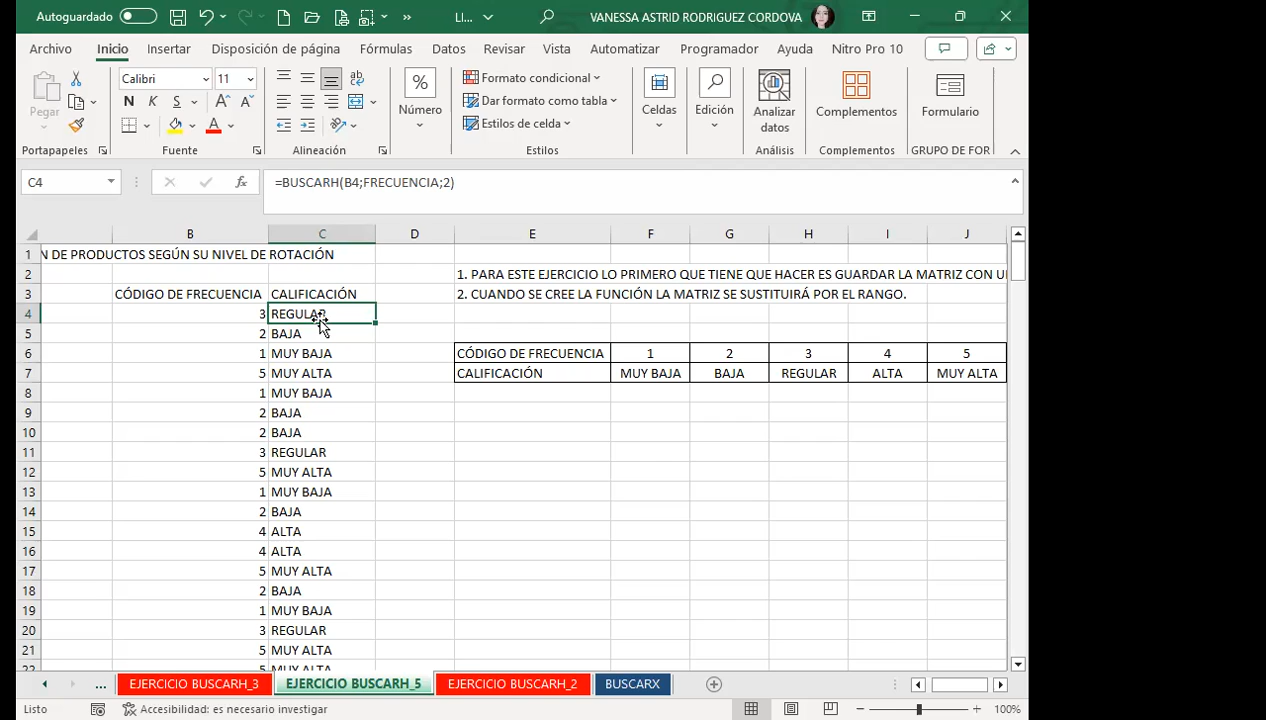 Autoguardado LI... VANESSA ASTRID RODRIGUEZ CORDOVA
Archivo Inicio Insertar Disposición de página Fórmulas Datos Revisar Vista Automatizar Programador Ayuda Nitro Pro 10
Pegar
Portapapeles
Calibri 11
N K S
Fuente
Alineación
%
Número
Formato condicional
Dar formato como tabla
Estilos de celda
Estilos
Celdas
Edición
Analizar datos
Análisis
Complementos
Complementos
Formulario
GRUPO DE FOR
C4 fx =BUSCARH(B4;FRECUENCIA;2)
B C D E F G H I J
1 N DE PRODUCTOS SEGÚN SU NIVEL DE ROTACIÓN
2 1. PARA ESTE EJERCICIO LO PRIMERO QUE TIENE QUE HACER ES GUARDAR LA MATRIZ CON U
3 CÓDIGO DE FRECUENCIA CALIFICACIÓN 2. CUANDO SE CREE LA FUNCIÓN LA MATRIZ SE SUSTITUIRÁ POR EL RANGO.
4 3 REGULAR
5 2 BAJA
6 1 MUY BAJA CÓDIGO DE FRECUENCIA 1 2 3 4 5
7 5 MUY ALTA CALIFICACIÓN MUY BAJA BAJA REGULAR ALTA MUY ALTA
8 1 MUY BAJA
9 2 BAJA
10 2 BAJA
11 3 REGULAR
12 5 MUY ALTA
13 1 MUY BAJA
14 2 BAJA
15 4 ALTA
16 4 ALTA
17 5 MUY ALTA
18 2 BAJA
19 1 MUY BAJA
20 3 REGULAR
21 5 MUY ALTA
22 5 MUY ALTA
... EJERCICIO BUSCARH_3 EJERCICIO BUSCARH_5 EJERCICIO BUSCARH_2 BUSCARX
Listo Accesibilidad: es necesario investigar 100%